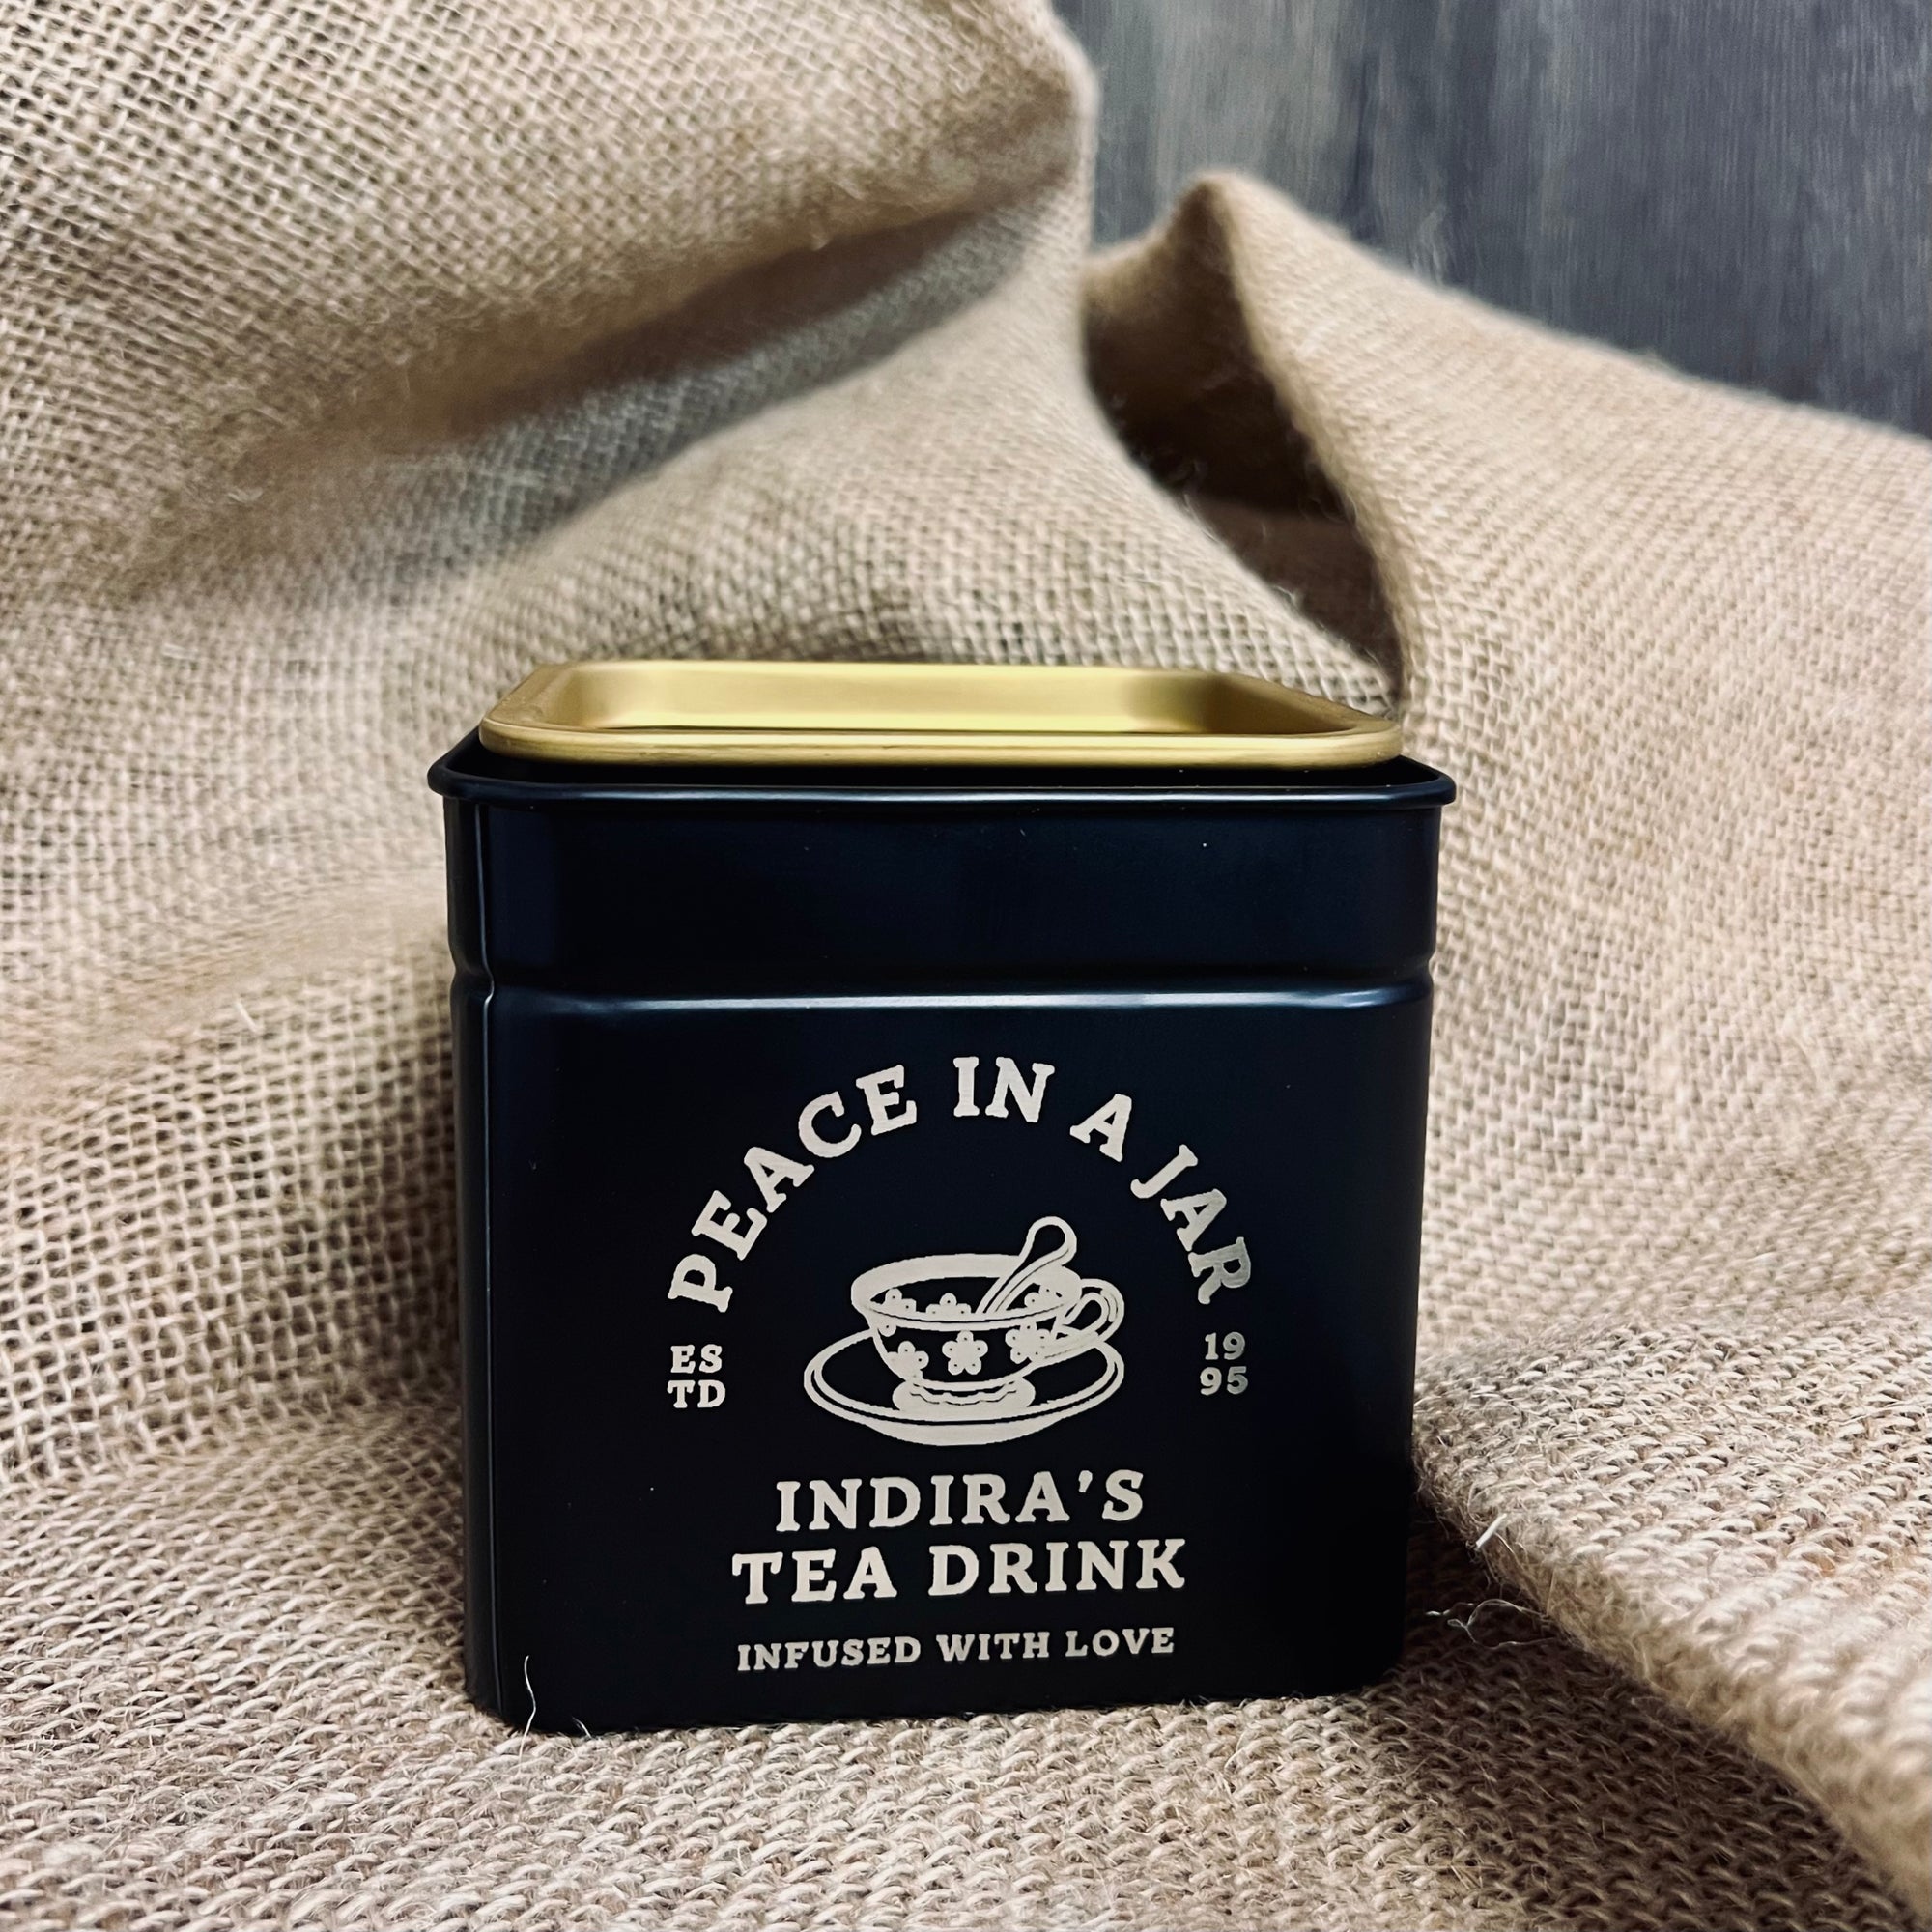 PEACE IN A JAR
ES
TD
19
95
INDIRA'S
TEA DRINK
INFUSED WITH LOVE